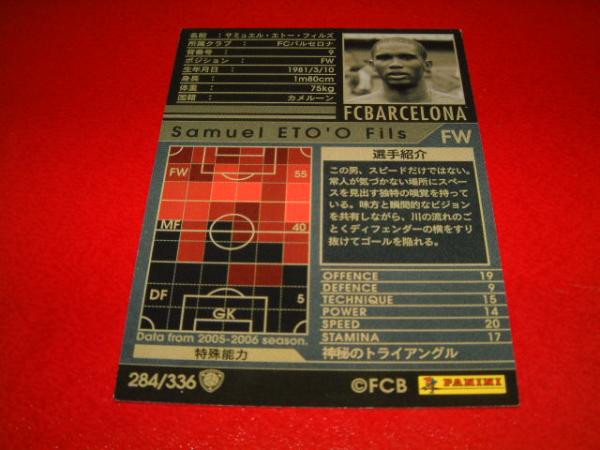 名前 : サミュエル・エトー・フィルズ
所属クラブ : FCバルセロナ
背番号 : 9
ポジション : FW
生年月日 : 1981/3/10
身長 : 1m80cm
体重 : 75kg
国籍 : カメルーン
FCBARCELONA
Samuel ETO'O Fils
FW
FW 55
MF 40
DF 5
GK
Data from 2005-2006 season.
選手紹介
この男、スピードだけではない。
常人が気づかない場所にスペー
スを見出す独特の嗅覚を持って
いる。味方と瞬間的なビジョン
を共有しながら、川の流れのご
とくディフェンダーの横をすり
抜けてゴールを陥れる。
OFFENCE 19
DEFENCE 9
TECHNIQUE 15
POWER 14
SPEED 20
STAMINA 17
特殊能力
神秘のトライアングル
284/336
©FCB
PANINI